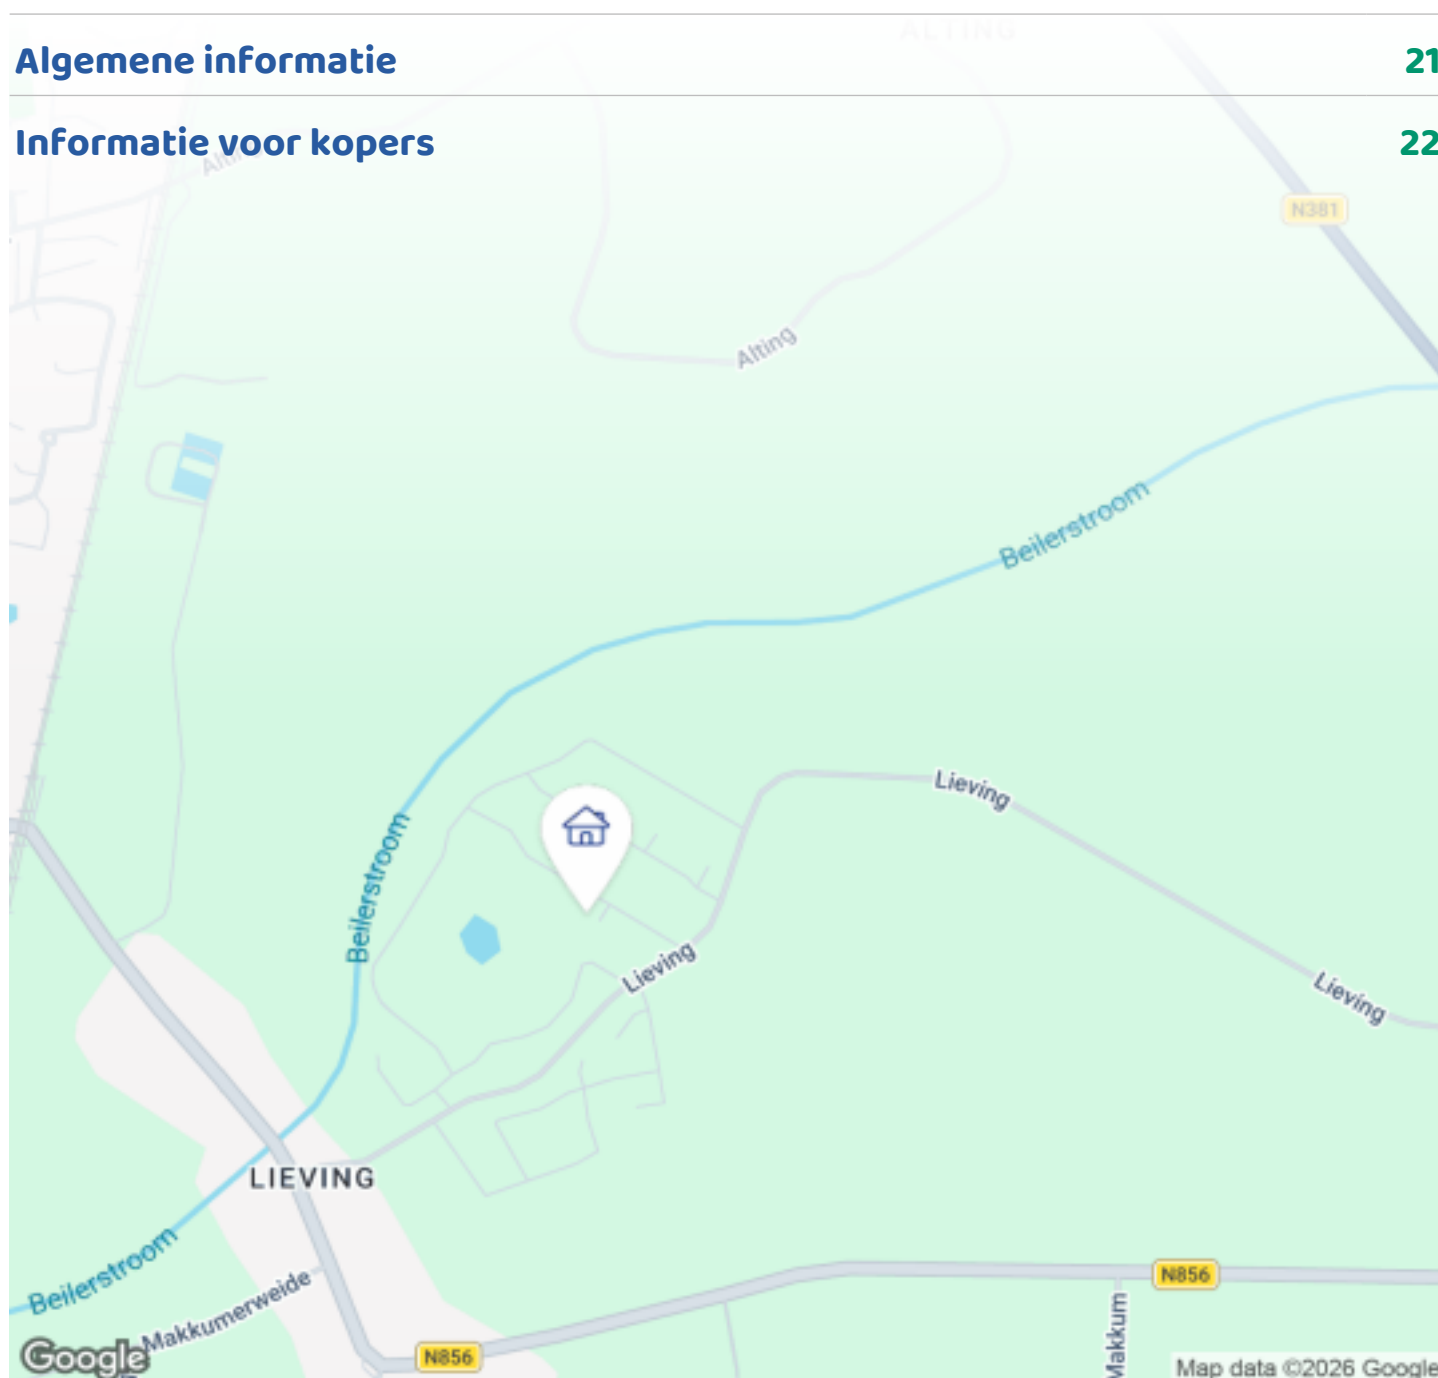 ALTING
Algemene informatie 21
Informatie voor kopers 22
N381
Alting
Beilerstroom
Lieving
Beilerstroom
Lieving
Lieving
LIEVING
Beilerstroom
Makkumerweide
N856
Makkum
N856
Google
Map data ©2026 Google